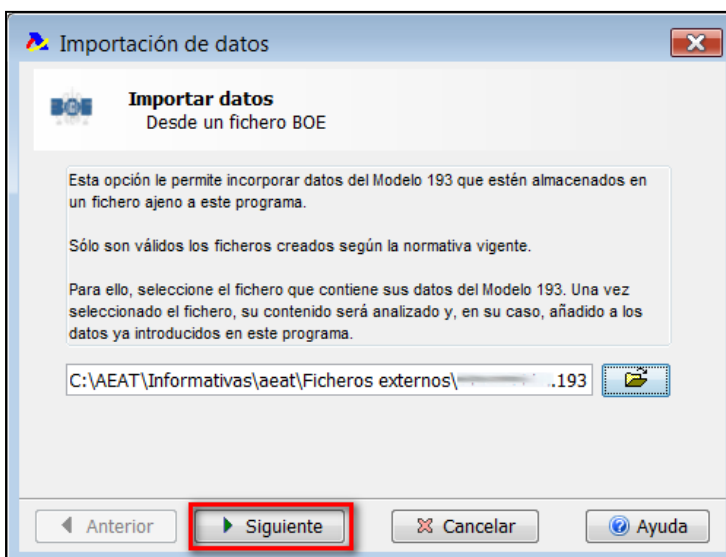 Importación de datos
Importar datos
Desde un fichero BOE
Esta opción le permite incorporar datos del Modelo 193 que estén almacenados en
un fichero ajeno a este programa.
Sólo son válidos los ficheros creados según la normativa vigente.
Para ello, seleccione el fichero que contiene sus datos del Modelo 193. Una vez
seleccionado el fichero, su contenido será analizado y, en su caso, añadido a los
datos ya introducidos en este programa.
C:\AEAT\Informativas\aeat\Ficheros externos\ .193
Anterior Siguiente Cancelar Ayuda